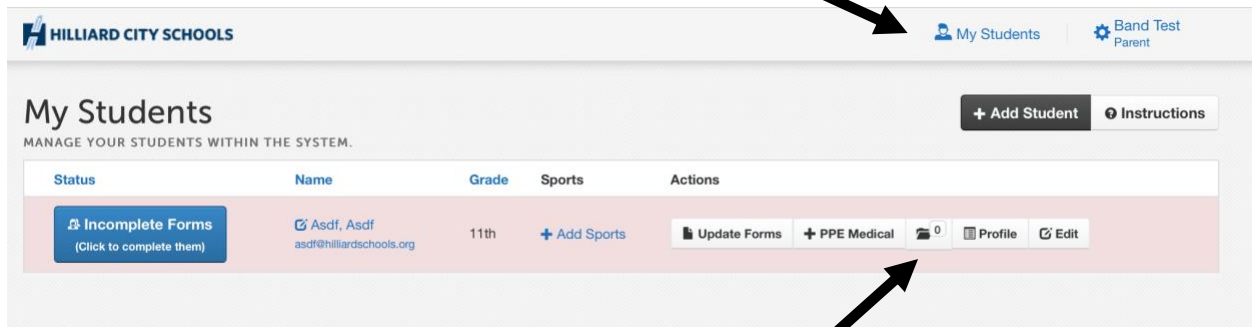 HILLIARD CITY SCHOOLS
My Students
Band Test
Parent
My Students
+ Add Student
Instructions
MANAGE YOUR STUDENTS WITHIN THE SYSTEM.
Status Name Grade Sports Actions
Incomplete Forms
(Click to complete them)
Asdf, Asdf
asdf@hilliardschools.org
11th
+ Add Sports
Update Forms + PPE Medical 0 Profile Edit